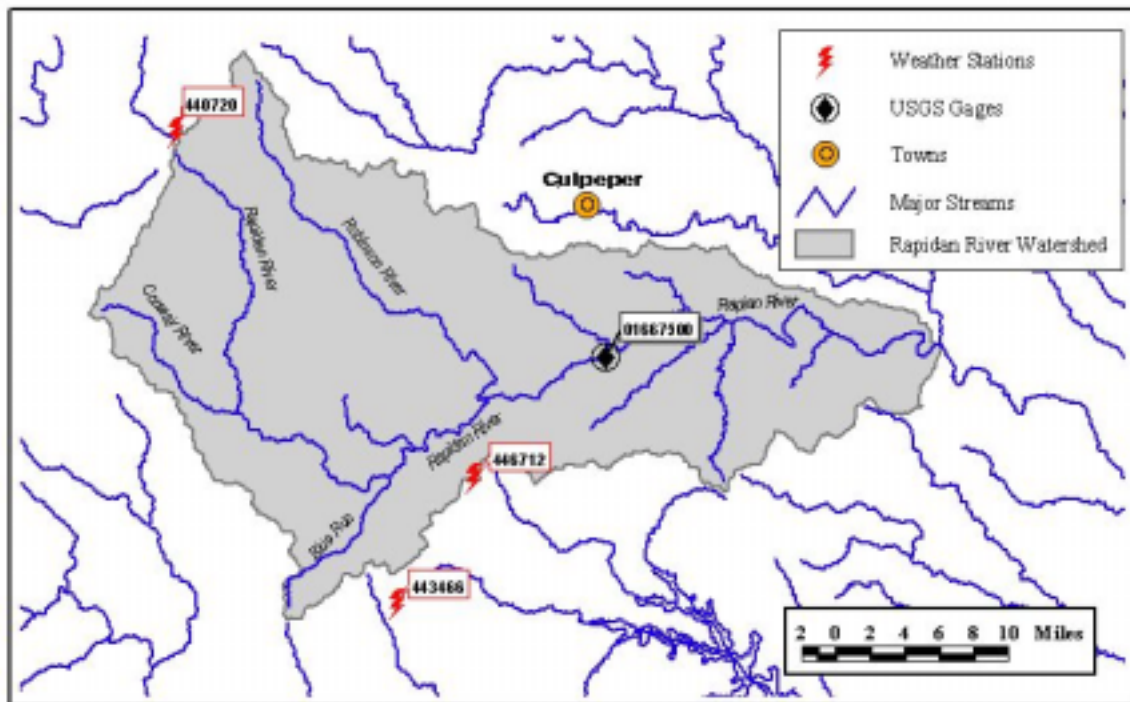 440720
Weather Stations
USGS Gages
Towns
Major Streams
Rapidan River Watershed
Culpeper
Rapidan River
Robinson River
Conway River
Rapian River
01667500
Rapidan River
446712
Blue Run
443466
2 0 2 4 6 8 10 Miles